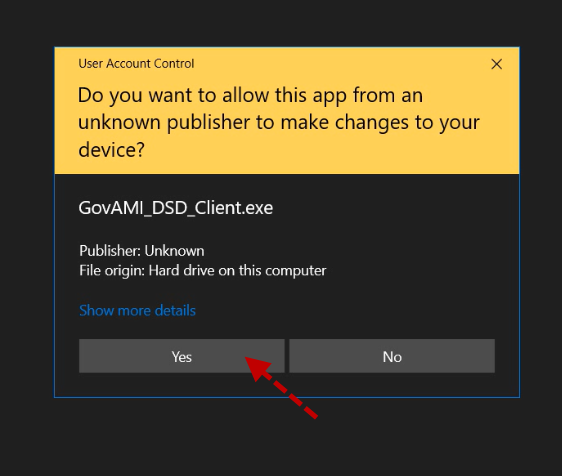 User Account Control
Do you want to allow this app from an
unknown publisher to make changes to your
device?
GovAMI_DSD_Client.exe
Publisher: Unknown
File origin: Hard drive on this computer
Show more details
Yes
No